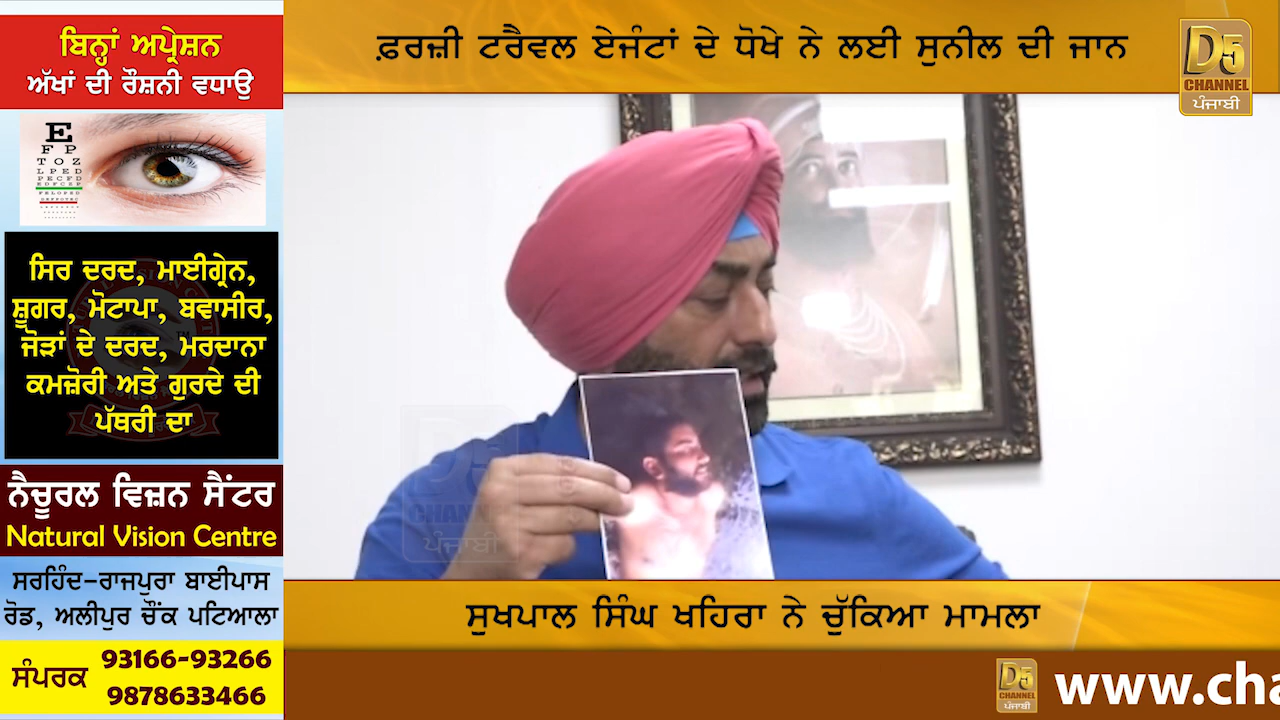 ਬਿਨ੍ਹਾਂ ਅਪ੍ਰੇਸ਼ਨ
ਅੱਖਾਂ ਦੀ ਰੌਸ਼ਨੀ ਵਧਾਉ
E
F P
T O Z
L P E D
P E C F D
E D F C Z P
F E L O P Z D
ਸਿਰ ਦਰਦ, ਮਾਈਗ੍ਰੇਨ,
ਸ਼ੂਗਰ, ਮੋਟਾਪਾ, ਬਵਾਸੀਰ,
ਜੋੜਾਂ ਦੇ ਦਰਦ, ਮਰਦਾਨਾ
ਕਮਜ਼ੋਰੀ ਅਤੇ ਗੁਰਦੇ ਦੀ
ਪੱਥਰੀ ਦਾ
ਨੈਚੂਰਲ ਵਿਜ਼ਨ ਸੈਂਟਰ
Natural Vision Centre
ਸਰਹਿੰਦ-ਰਾਜਪੁਰਾ ਬਾਈਪਾਸ
ਰੋਡ, ਅਲੀਪੁਰ ਚੌਂਕ ਪਟਿਆਲਾ
ਸੰਪਰਕ
93166-93266
9878633466
ਫ਼ਰਜ਼ੀ ਟਰੈਵਲ ਏਜੰਟਾਂ ਦੇ ਧੋਖੇ ਨੇ ਲਈ ਸੁਨੀਲ ਦੀ ਜਾਨ
D5
CHANNEL
ਪੰਜਾਬੀ
D5
CHANNEL
ਪੰਜਾਬੀ
ਸੁਖਪਾਲ ਸਿੰਘ ਖਹਿਰਾ ਨੇ ਚੁੱਕਿਆ ਮਾਮਲਾ
D5
CHANNEL
ਪੰਜਾਬੀ
www.cha